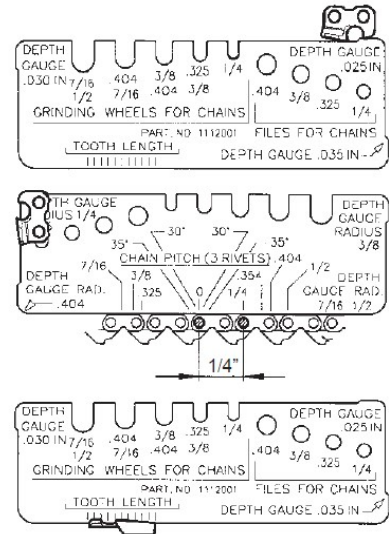 DEPTH GAUGE .030 IN
7/16 .404 3/8 .325 1/4
1/2 7/16 .404 3/8
GRINDING WHEELS FOR CHAINS
DEPTH GAUGE .025 IN
.404 3/8 .325 1/4
FILES FOR CHAINS
PART. NO 1112001
TOOTH LENGTH
DEPTH GAUGE .035 IN
TH GAUGE
DIUS 1/4
30° 30°
35° 35°
DEPTH GAUGE RADIUS 3/8
CHAIN PITCH (3 RIVETS) .404
7/16 3/8 .325 0 1/4 .354 1/2
DEPTH GAUGE RAD. .404
DEPTH GAUGE RAD. 7/16 1/2
1/4"
DEPTH GAUGE .030 IN
7/16 .404 3/8 .325 1/4
1/2 7/16 .404 3/8
GRINDING WHEELS FOR CHAINS
DEPTH GAUGE .025 IN
.404 3/8 .325 1/4
PART. NO 1112001
FILES FOR CHAINS
TOOTH LENGTH
DEPTH GAUGE .035 IN